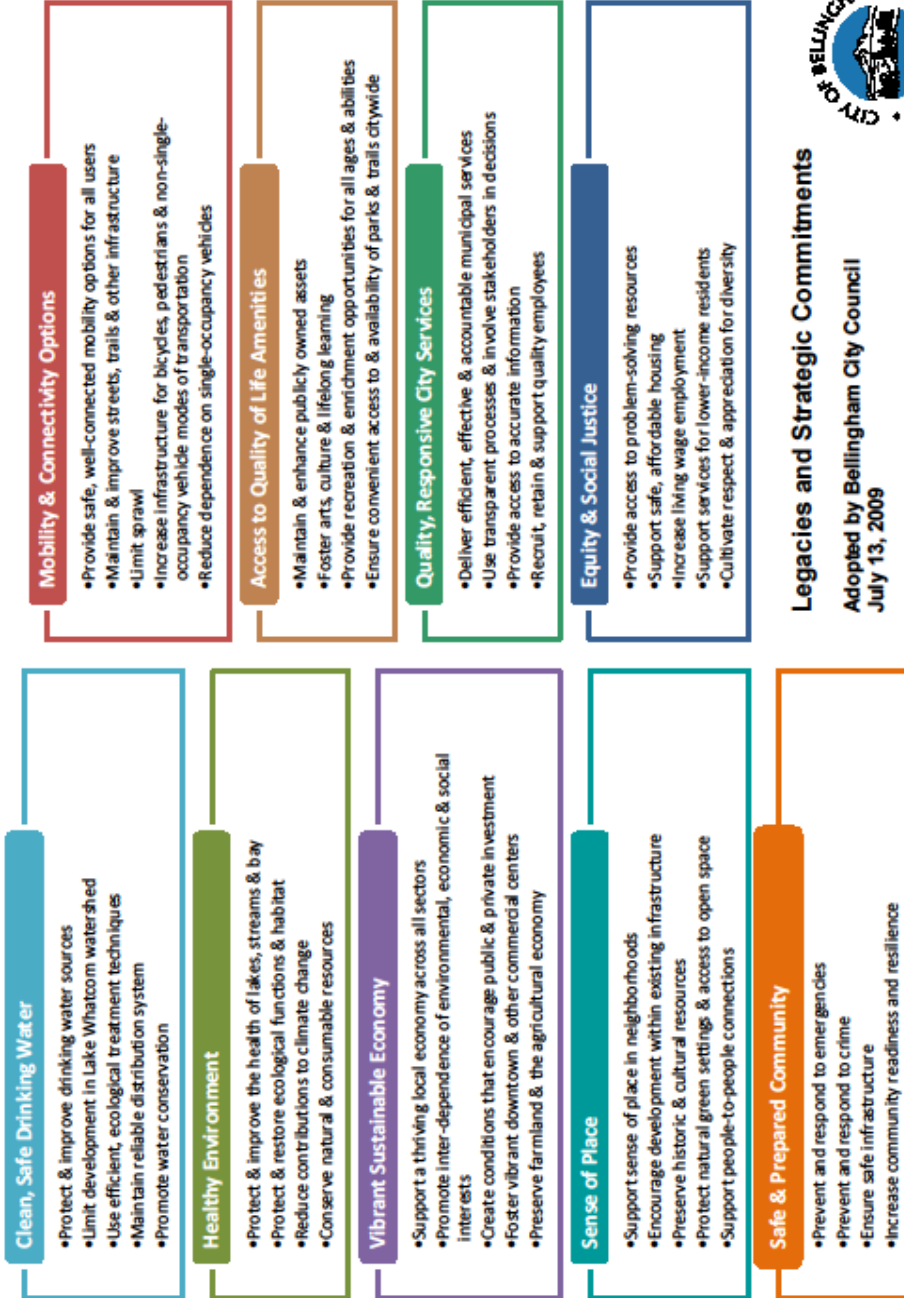 Clean, Safe Drinking Water
•Protect & improve drinking water sources
•Limit development in Lake Whatcom watershed
•Use efficient, ecological treatment techniques
•Maintain reliable distribution system
•Promote water conservation
Healthy Environment
•Protect & improve the health of lakes, streams & bay
•Protect & restore ecological functions & habitat
•Reduce contributions to climate change
•Conserve natural & consumable resources
Vibrant Sustainable Economy
•Support a thriving local economy across all sectors
•Promote inter-dependence of environmental, economic & social
interests
•Create conditions that encourage public & private investment
•Foster vibrant downtown & other commercial centers
•Preserve farmland & the agricultural economy
Sense of Place
•Support sense of place in neighborhoods
•Encourage development within existing infrastructure
•Preserve historic & cultural resources
•Protect natural green settings & access to open space
•Support people-to-people connections
Safe & Prepared Community
•Prevent and respond to emergencies
•Prevent and respond to crime
•Ensure safe infrastructure
•Increase community readiness and resilience
Mobility & Connectivity Options
•Provide safe, well-connected mobility options for all users
•Maintain & improve streets, trails & other infrastructure
•Limit sprawl
•Increase infrastructure for bicycles, pedestrians & non-single-
occupancy vehicle modes of transportation
•Reduce dependence on single-occupancy vehicles
Access to Quality of Life Amenities
•Maintain & enhance publicly owned assets
•Foster arts, culture & lifelong learning
•Provide recreation & enrichment opportunities for all ages & abilities
•Ensure convenient access to & availability of parks & trails citywide
Quality, Responsive City Services
•Deliver efficient, effective & accountable municipal services
•Use transparent processes & involve stakeholders in decisions
•Provide access to accurate information
•Recruit, retain & support quality employees
Equity & Social Justice
•Provide access to problem-solving resources
•Support safe, affordable housing
•Increase living wage employment
•Support services for lower-income residents
•Cultivate respect & appreciation for diversity
Legacies and Strategic Commitments
Adopted by Bellingham City Council
July 13, 2009
CITY OF